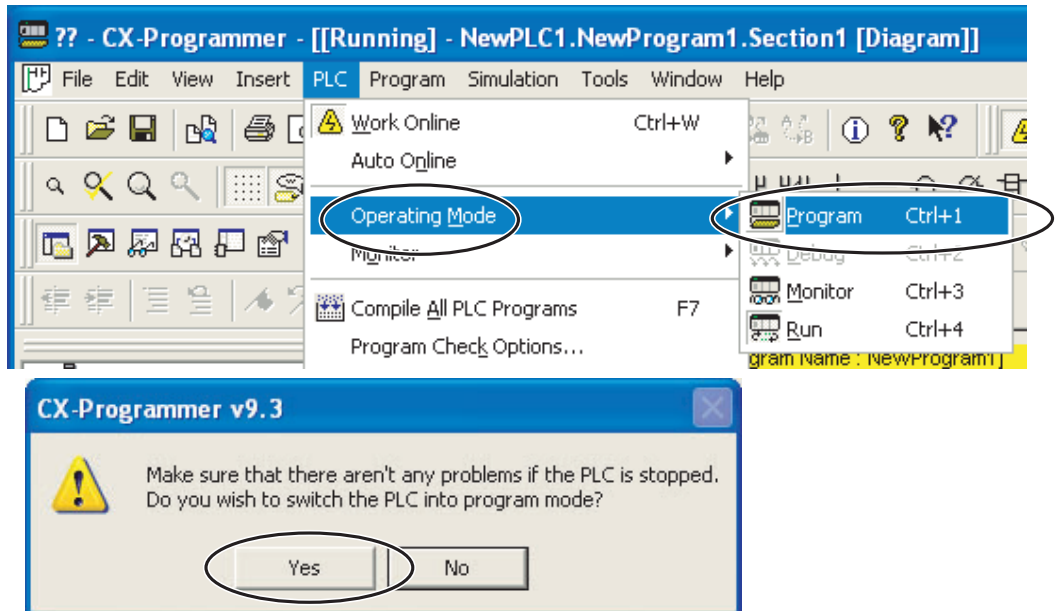 ?? - CX-Programmer - [[Running] - NewPLC1.NewProgram1.Section1 [Diagram]]
File Edit View Insert PLC Program Simulation Tools Window Help
Work Online Ctrl+W
Auto Online
Operating Mode
Program Ctrl+1
Monitor
Debug Ctrl+2
Monitor Ctrl+3
Compile All PLC Programs F7
Run Ctrl+4
Program Check Options...
gram Name : NewProgram1]
CX-Programmer v9.3
Make sure that there aren't any problems if the PLC is stopped.
Do you wish to switch the PLC into program mode?
Yes No